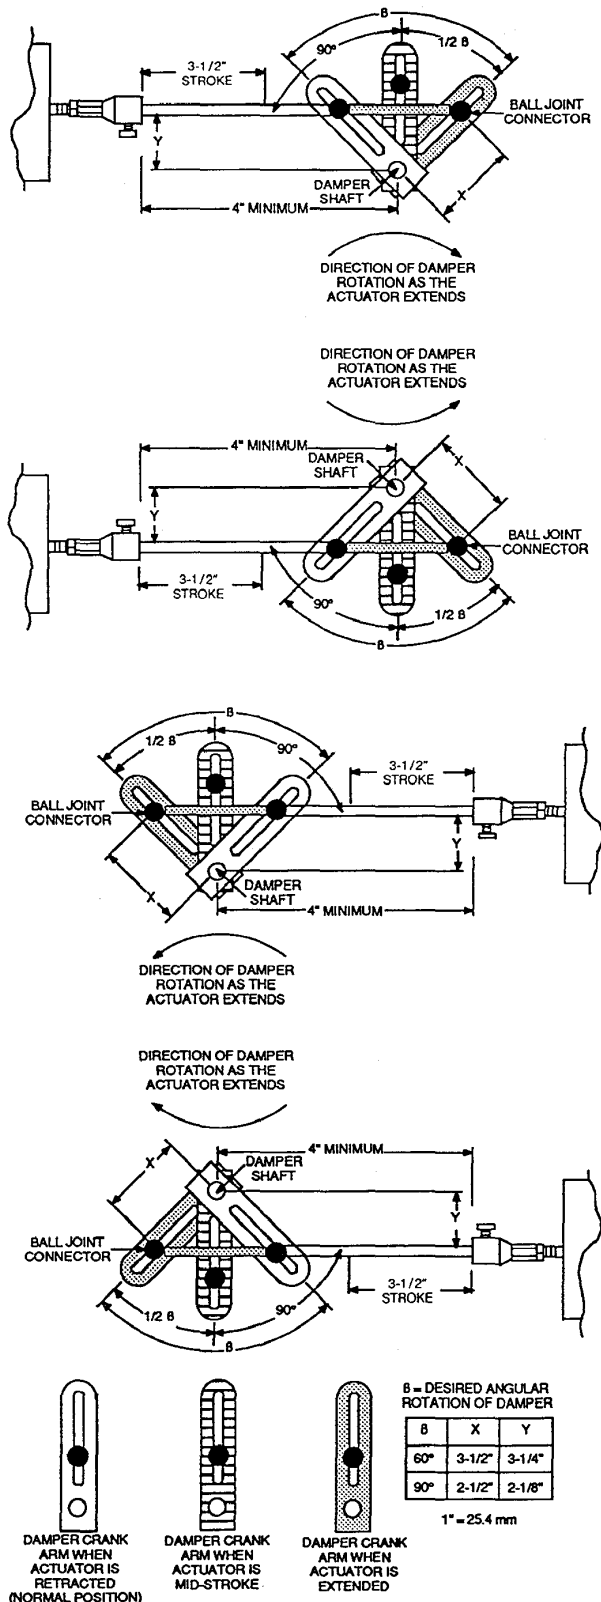 B
90°
1/2 B
3-1/2"
STROKE
BALL JOINT
CONNECTOR
Y
X
DAMPER
SHAFT
4" MINIMUM
DIRECTION OF DAMPER
ROTATION AS THE
ACTUATOR EXTENDS
DIRECTION OF DAMPER
ROTATION AS THE
ACTUATOR EXTENDS
4" MINIMUM
DAMPER
SHAFT
X
Y
BALL JOINT
CONNECTOR
3-1/2"
STROKE
90°
1/2 B
B
B
1/2 B
90°
3-1/2"
STROKE
BALL JOINT
CONNECTOR
Y
X
DAMPER
SHAFT
4" MINIMUM
DIRECTION OF DAMPER
ROTATION AS THE
ACTUATOR EXTENDS
DIRECTION OF DAMPER
ROTATION AS THE
ACTUATOR EXTENDS
4" MINIMUM
X
DAMPER
SHAFT
Y
BALL JOINT
CONNECTOR
3-1/2"
STROKE
1/2 B
90°
B
B = DESIRED ANGULAR
ROTATION OF DAMPER
B X Y
60° 3-1/2" 3-1/4"
90° 2-1/2" 2-1/8"
1" = 25.4 mm
DAMPER CRANK
ARM WHEN
ACTUATOR IS
RETRACTED
(NORMAL POSITION)
DAMPER CRANK
ARM WHEN
ACTUATOR IS
MID-STROKE
DAMPER CRANK
ARM WHEN
ACTUATOR IS
EXTENDED